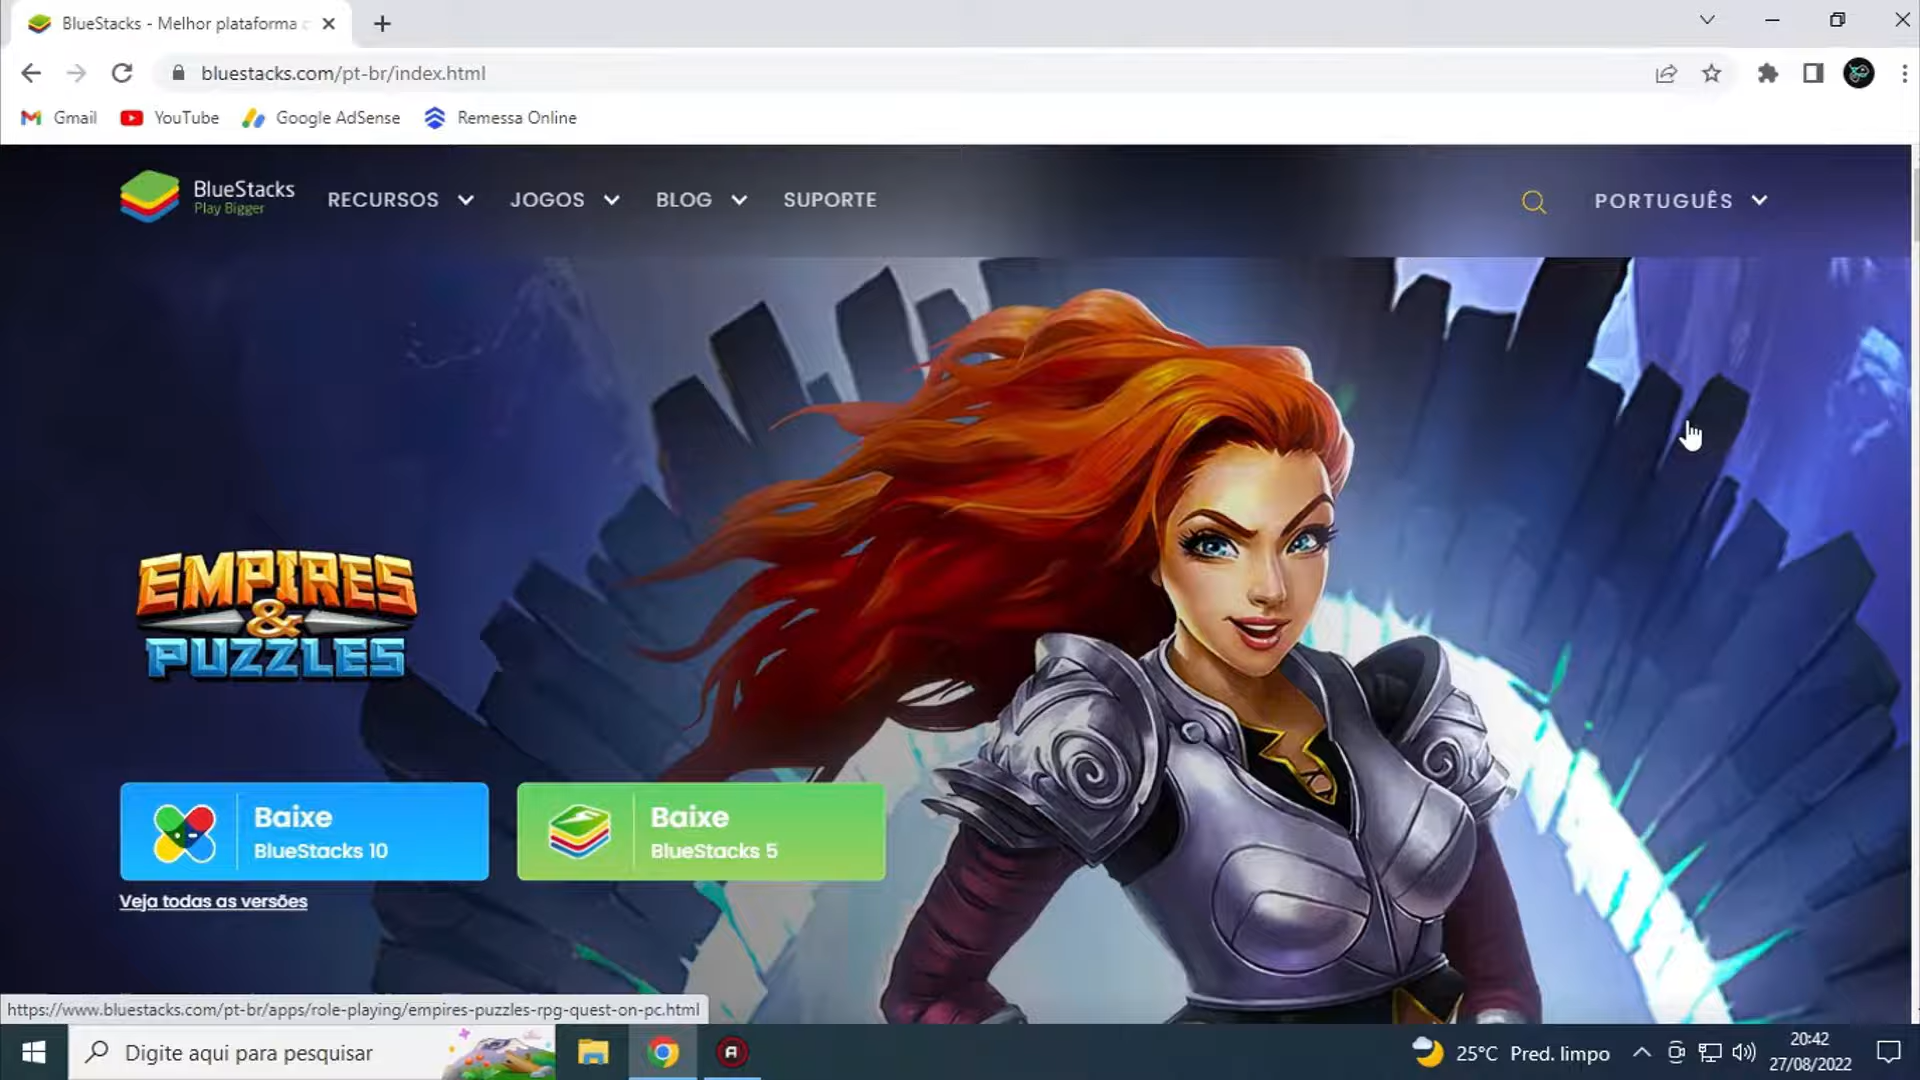 BlueStacks - Melhor plataforma
bluestacks.com/pt-br/index.html
Gmail YouTube Google AdSense Remessa Online
BlueStacks
Play Bigger
RECURSOS JOGOS BLOG SUPORTE PORTUGUÊS
EMPIRES
&
PUZZLES
Baixe
BlueStacks 10
Baixe
BlueStacks 5
Veja todas as versões
https://www.bluestacks.com/pt-br/apps/role-playing/empires-puzzles-rpg-quest-on-pc.html
Digite aqui para pesquisar
25°C Pred. limpo
20:42
27/08/2022